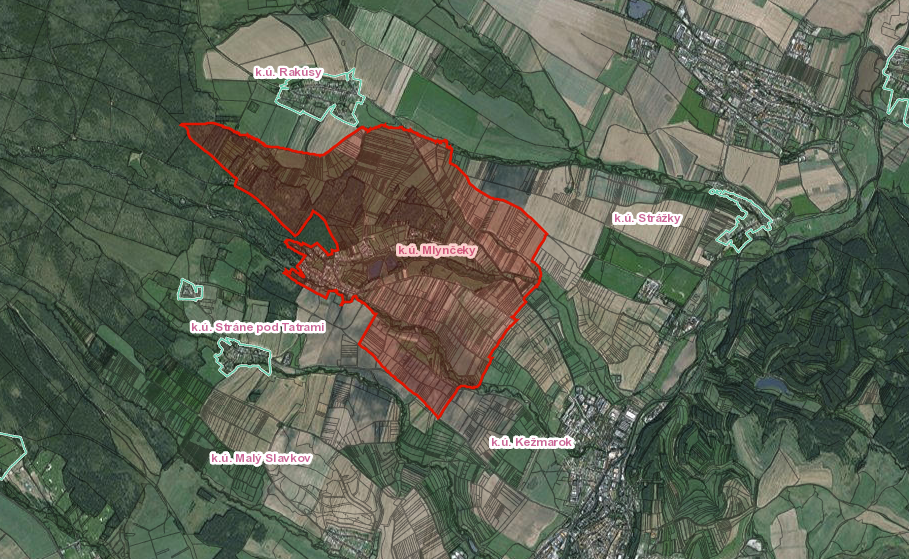 k.ú. Rakúsy
k.ú. Strážky
k.ú. Mlynčeky
k.ú. Stráne pod Tatrami
k.ú. Kežmarok
k.ú. Malý Slavkov